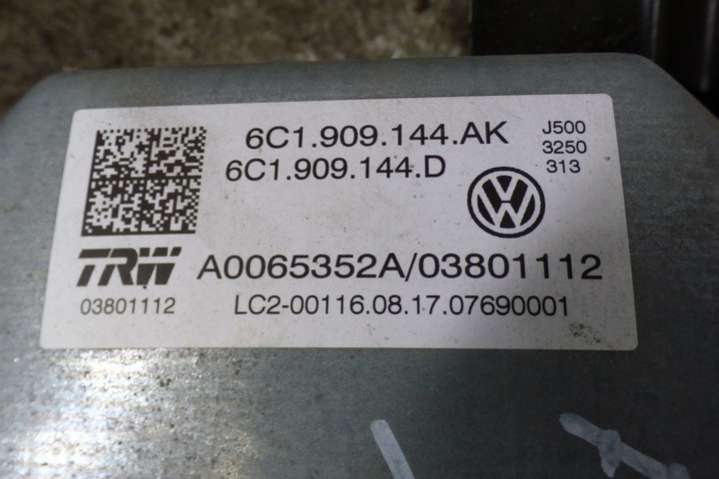 6C1.909.144.AK
6C1.909.144.D
J500
3250
313
TRW
A0065352A/03801112
03801112
LC2-00116.08.17.07690001